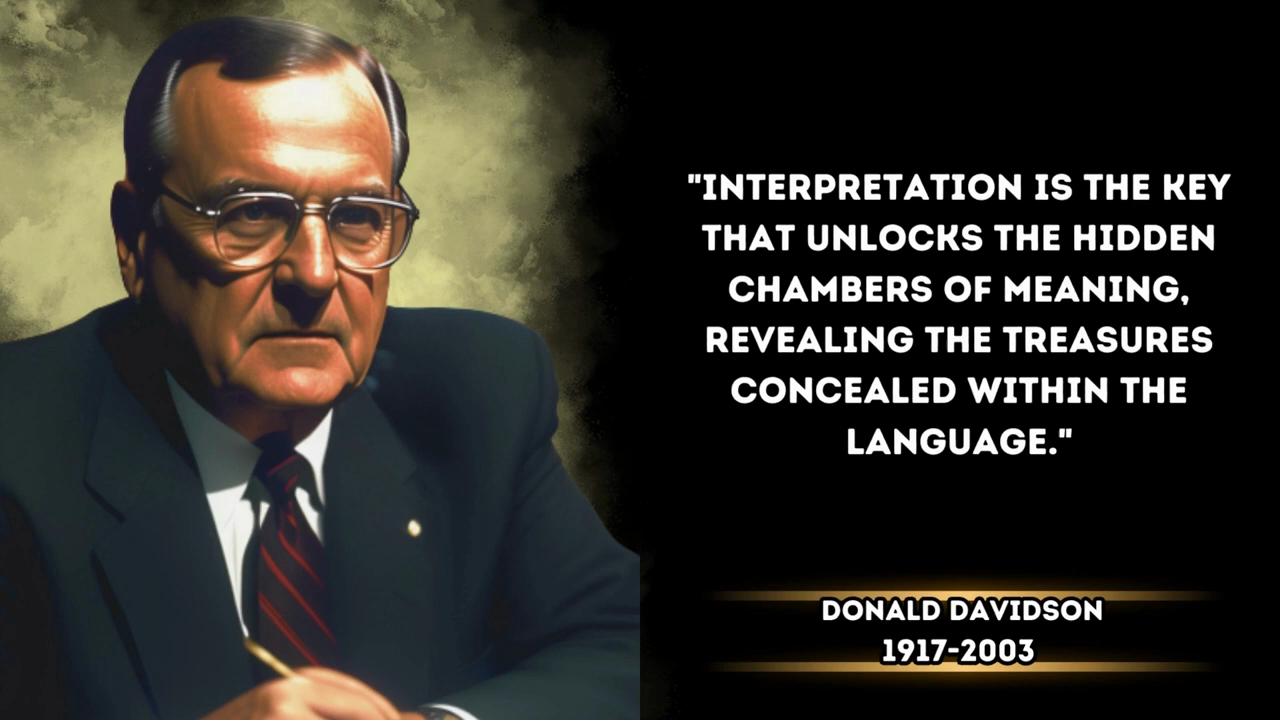 "INTERPRETATION IS THE KEY
THAT UNLOCKS THE HIDDEN
CHAMBERS OF MEANING,
REVEALING THE TREASURES
CONCEALED WITHIN THE
LANGUAGE."
DONALD DAVIDSON
1917-2003